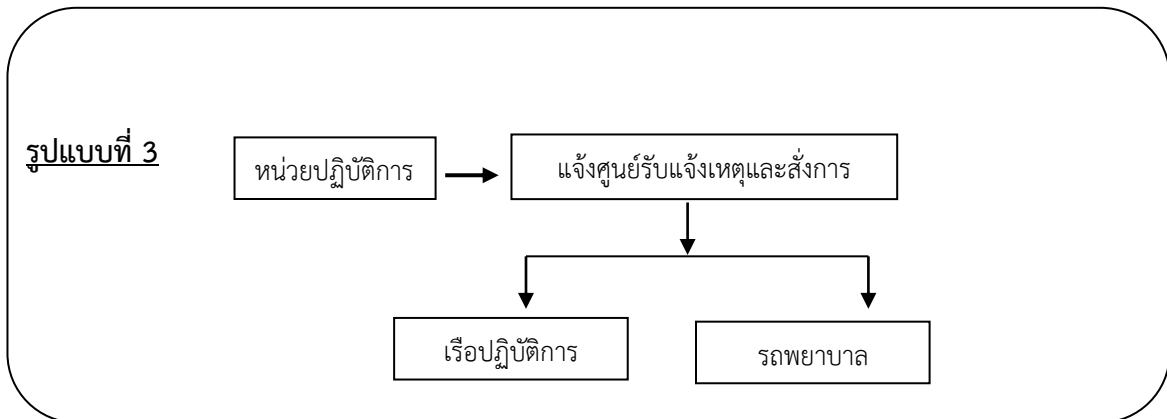 รูปแบบที่ 3
หน่วยปฏิบัติการ
แจ้งศูนย์รับแจ้งเหตุและสั่งการ
เรือปฏิบัติการ
รถพยาบาล